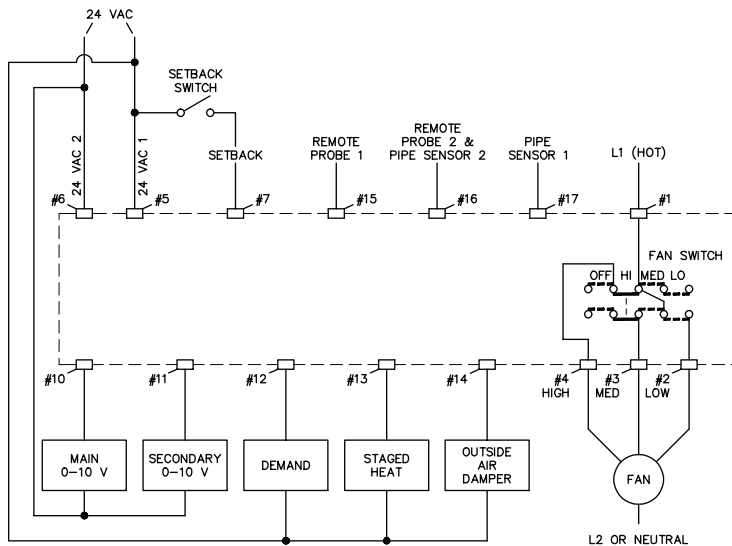 24 VAC
SETBACK
SWITCH
24 VAC 2
24 VAC 1
SETBACK
REMOTE
PROBE 1
REMOTE
PROBE 2 &
PIPE SENSOR 2
PIPE
SENSOR 1
L1 (HOT)
#6
#5
#7
#15
#16
#17
#1
FAN SWITCH
OFF HI MED LO
#10
#11
#12
#13
#14
#4
HIGH
#3
MED
#2
LOW
MAIN
0-10 V
SECONDARY
0-10 V
DEMAND
STAGED
HEAT
OUTSIDE
AIR
DAMPER
FAN
L2 OR NEUTRAL